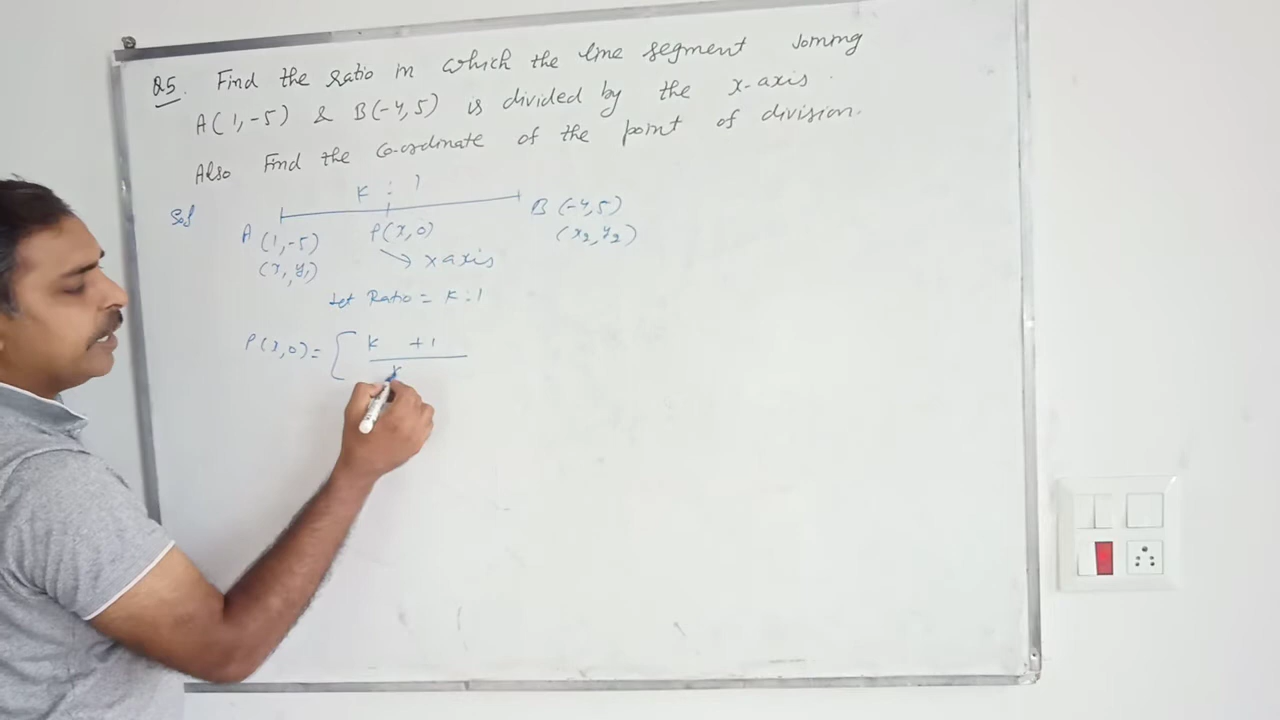 Q5. Find the ratio in which the line segment Joining
A(1,-5) & B(-4,5) is divided by the x-axis.
Also Find the co-ordinate of the point of division.
Sol
K : 1
A (1,-5)
(x₁,y₁)
P(x,0)
→ x axis
B (-4,5)
(x₂,y₂)
Let Ratio = K:1
P(x,0) = [ K +1
K